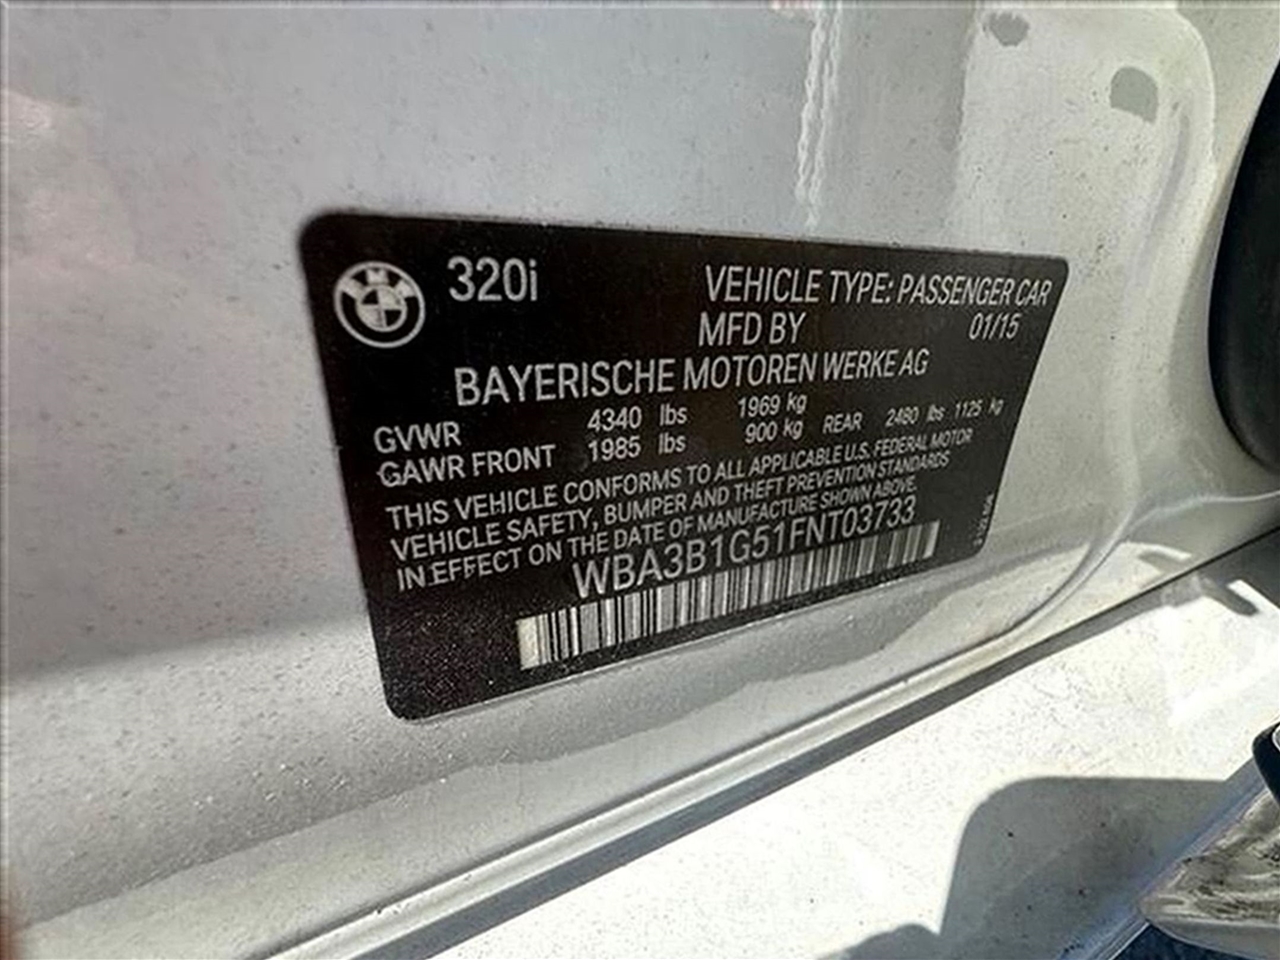 320i
VEHICLE TYPE: PASSENGER CAR
MFD BY 01/15
BAYERISCHE MOTOREN WERKE AG
GVWR 4340 lbs 1969 kg
GAWR FRONT 1985 lbs 900 kg REAR 2480 lbs 1125 kg
THIS VEHICLE CONFORMS TO ALL APPLICABLE U.S. FEDERAL MOTOR
VEHICLE SAFETY, BUMPER AND THEFT PREVENTION STANDARDS
IN EFFECT ON THE DATE OF MANUFACTURE SHOWN ABOVE.
WBA3B1G51FNT03733